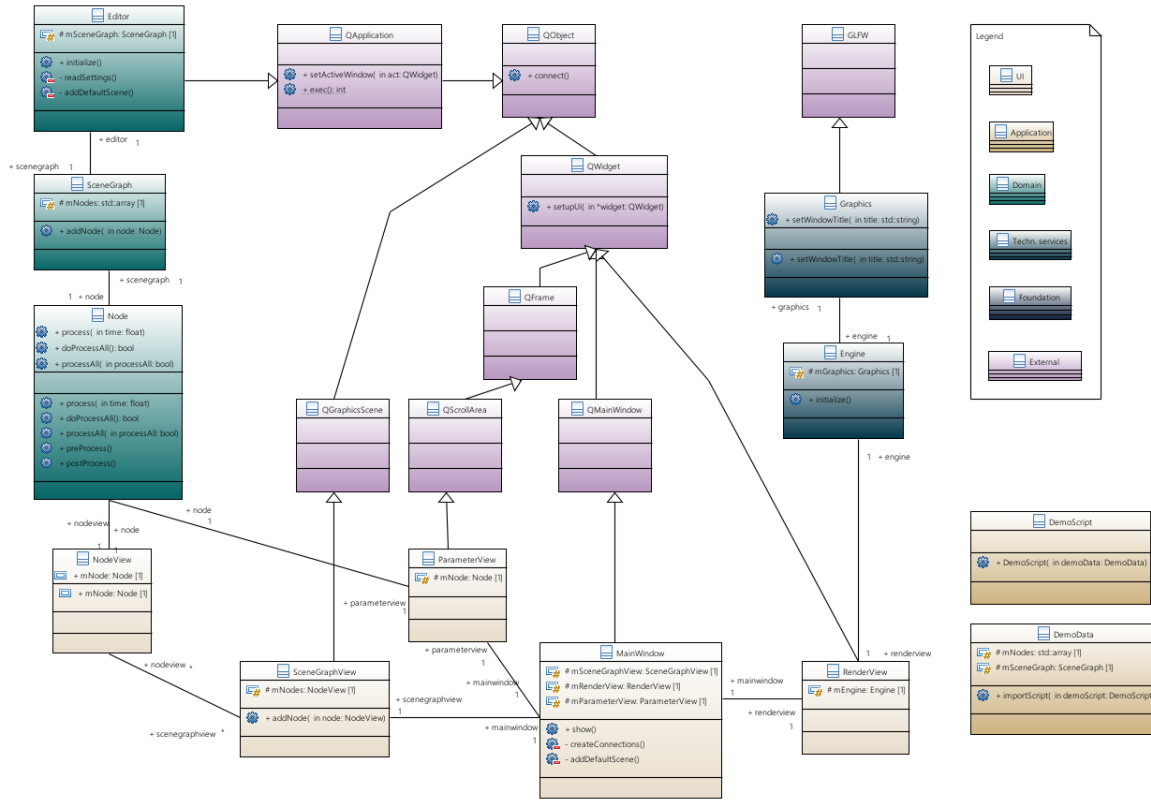 Editor
# mSceneGraph: SceneGraph [1]
+ initialize()
- readSettings()
- addDefaultScene()
QApplication
+ setActiveWindow( in act: QWidget)
+ exec(): int
QObject
+ connect()
GLFW
Legend
UI
Application
Domain
Techn. services
Foundation
External
+ editor
1
+ scenegraph
1
SceneGraph
# mNodes: std::array [1]
+ addNode( in node: Node)
QWidget
+ setupUi( in *widget: QWidget)
Graphics
+ setWindowTitle( in title: std::string)
+ setWindowTitle( in title: std::string)
+ scenegraph
1
1
+ node
+ graphics
1
+ engine
1
Node
+ process( in time: float)
+ doProcessAll(): bool
+ processAll( in processAll: bool)
+ process( in time: float)
+ doProcessAll(): bool
+ processAll( in processAll: bool)
+ preProcess()
+ postProcess()
QFrame
Engine
# mGraphics: Graphics [1]
+ initialize()
QGraphicsScene
QScrollArea
QMainWindow
1
+ engine
+ nodeview
1
+ node
1
+ node
1
NodeView
+ mNode: Node [1]
+ mNode: Node [1]
ParameterView
# mNode: Node [1]
+ parameterview
1
DemoScript
+ DemoScript( in demoData: DemoData)
DemoData
# mNodes: std::array [1]
# mSceneGraph: SceneGraph [1]
+ importScript( in demoScript: DemoScript
+ nodeview
*
+ scenegraphview
*
SceneGraphView
# mNodes: NodeView [1]
+ addNode( in node: NodeView)
+ parameterview
1
+ mainwindow
1
+ scenegraphview
1
+ mainwindow
1
MainWindow
# mSceneGraphView: SceneGraphView [1]
# mRenderView: RenderView [1]
# mParameterView: ParameterView [1]
+ show()
- createConnections()
- addDefaultScene()
+ mainwindow
1
+ renderview
1
1
+ renderview
RenderView
# mEngine: Engine [1]